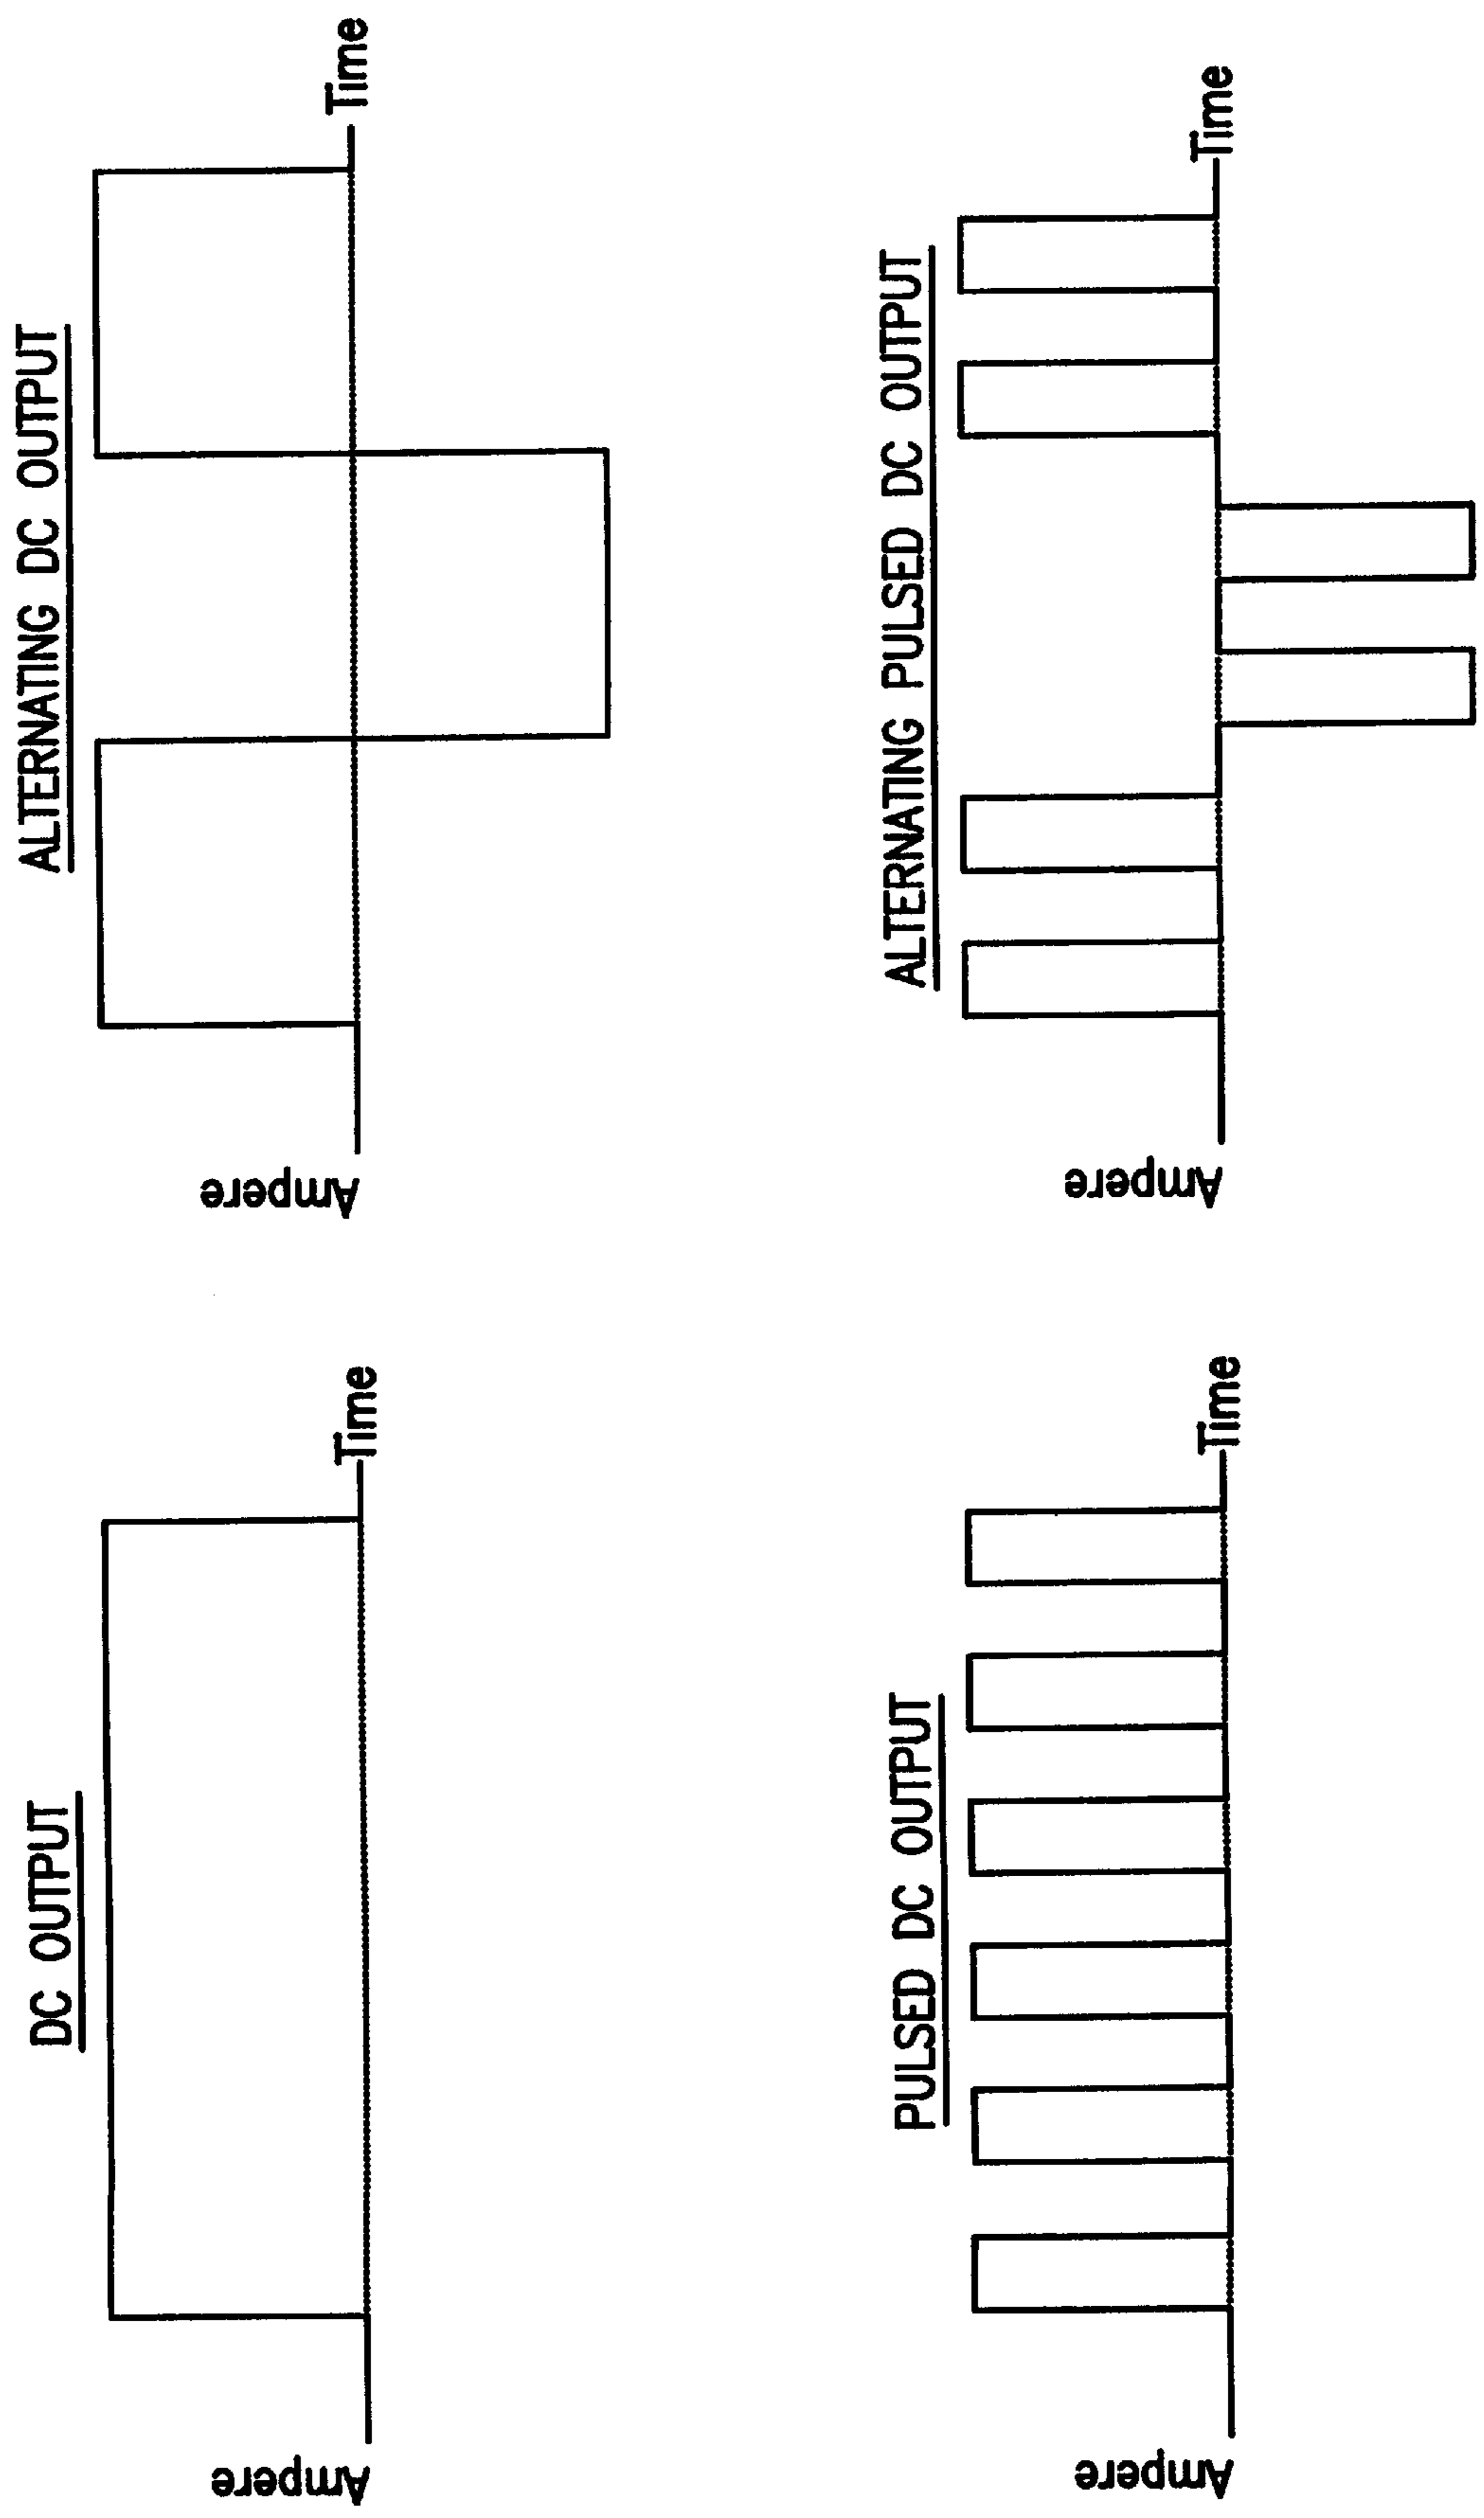 DC OUTPUT
Ampere
Time
ALTERNATING DC OUTPUT
Ampere
Time
PULSED DC OUTPUT
Ampere
Time
ALTERNATING PULSED DC OUTPUT
Ampere
Time